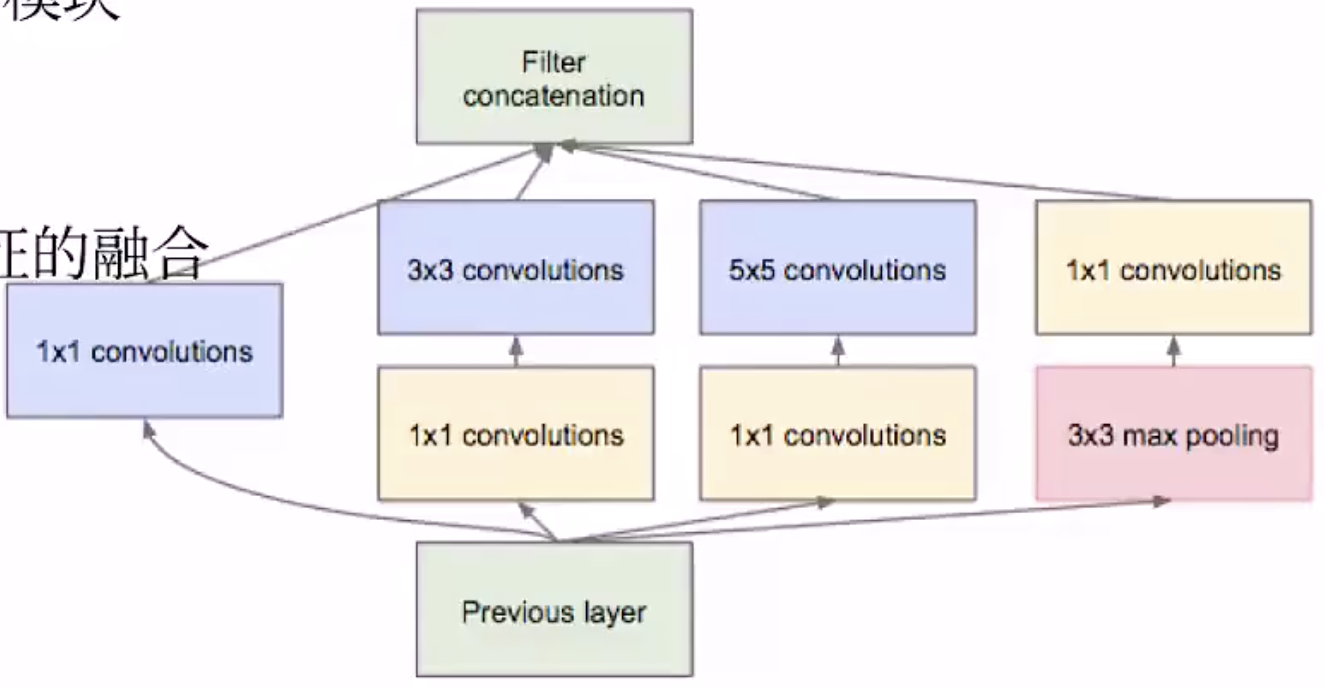 模块
Filter
concatenation
的融合
3x3 convolutions
5x5 convolutions
1x1 convolutions
1x1 convolutions
1x1 convolutions
1x1 convolutions
3x3 max pooling
Previous layer